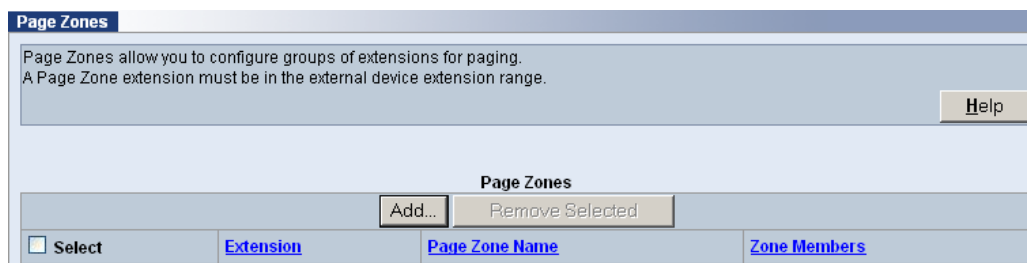 Page Zones
Page Zones allow you to configure groups of extensions for paging.
A Page Zone extension must be in the external device extension range.
Help
Page Zones
Add... Remove Selected
Select Extension Page Zone Name Zone Members